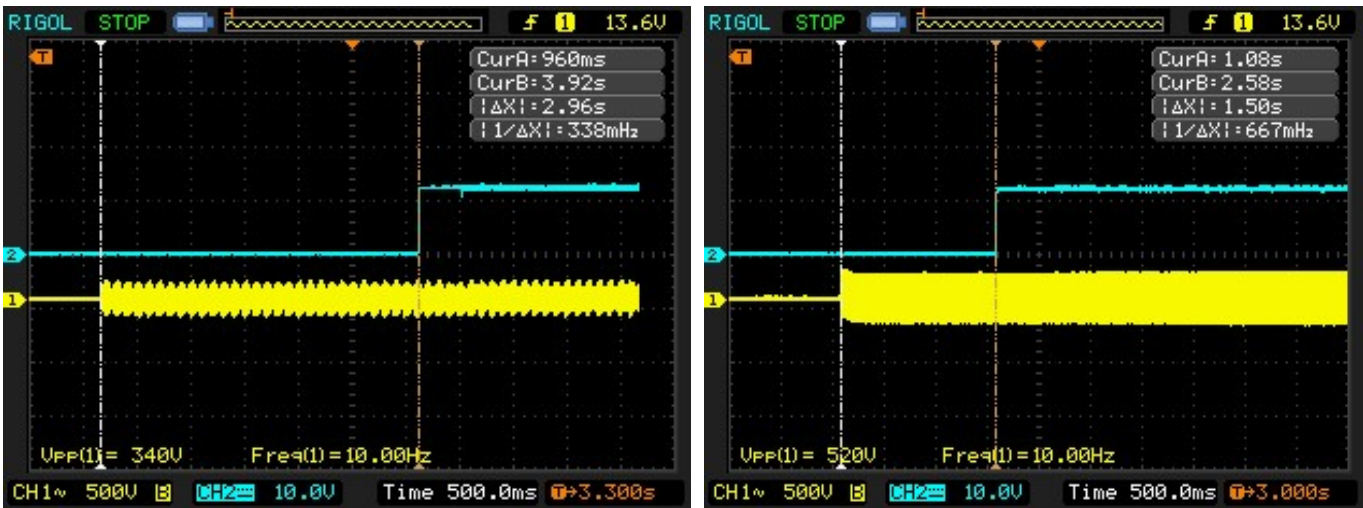 RIGOL STOP 1 13.6V
T
CurA=960ms
CurB=3.92s
|ΔX|=2.96s
|1/ΔX|=338mHz
2
1
Vpp(1)= 340V Freq(1)=10.00Hz
CH1~ 500V B CH2 10.0V Time 500.0ms T→3.300s
RIGOL STOP 1 13.6V
T
CurA=1.08s
CurB=2.58s
|ΔX|=1.50s
|1/ΔX|=667mHz
2
1
Vpp(1)= 520V Freq(1)=10.00Hz
CH1~ 500V B CH2 10.0V Time 500.0ms T→3.000s